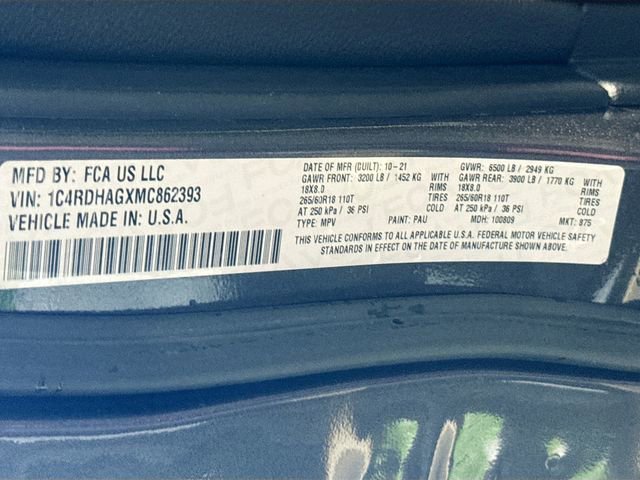 MFD BY: FCA US LLC
VIN: 1C4RDHAGXMC862393
VEHICLE MADE IN: U.S.A.
DATE OF MFR (BUILT): 10-21
GAWR FRONT: 3200 LB / 1452 KG WITH
18X8.0 RIMS
265/60R18 110T TIRES
AT 250 kPa / 36 PSI COLD
TYPE: MPV PAINT: PAU
GVWR: 6500 LB / 2949 KG
GAWR REAR: 3900 LB / 1770 KG WITH
18X8.0 RIMS
265/60R18 110T TIRES
AT 250 kPa / 36 PSI COLD
MDH: 100809 MKT: 875
THIS VEHICLE CONFORMS TO ALL APPLICABLE U.S.A. FEDERAL MOTOR VEHICLE SAFETY
STANDARDS IN EFFECT ON THE DATE OF MANUFACTURE SHOWN ABOVE.